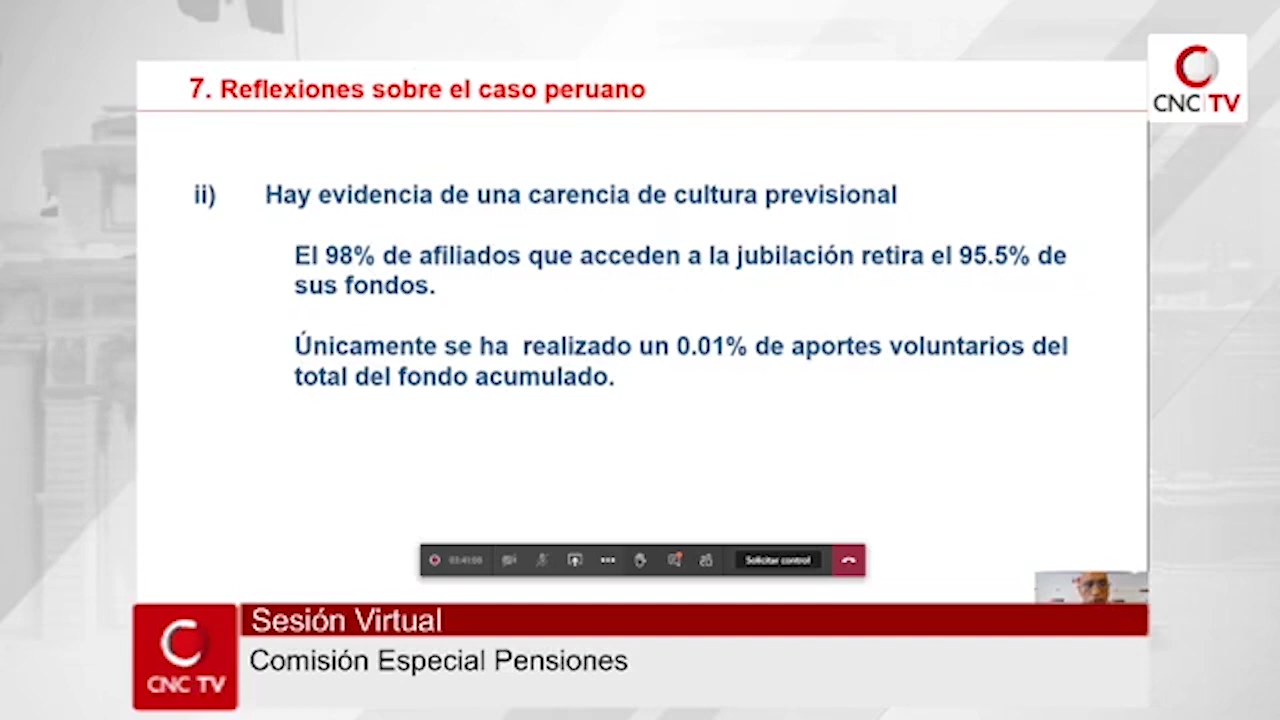 7. Reflexiones sobre el caso peruano
CNC TV
ii) Hay evidencia de una carencia de cultura previsional
El 98% de afiliados que acceden a la jubilación retira el 95.5% de
sus fondos.
Únicamente se ha realizado un 0.01% de aportes voluntarios del
total del fondo acumulado.
Solicitar control
Sesión Virtual
Comisión Especial Pensiones
CNC TV